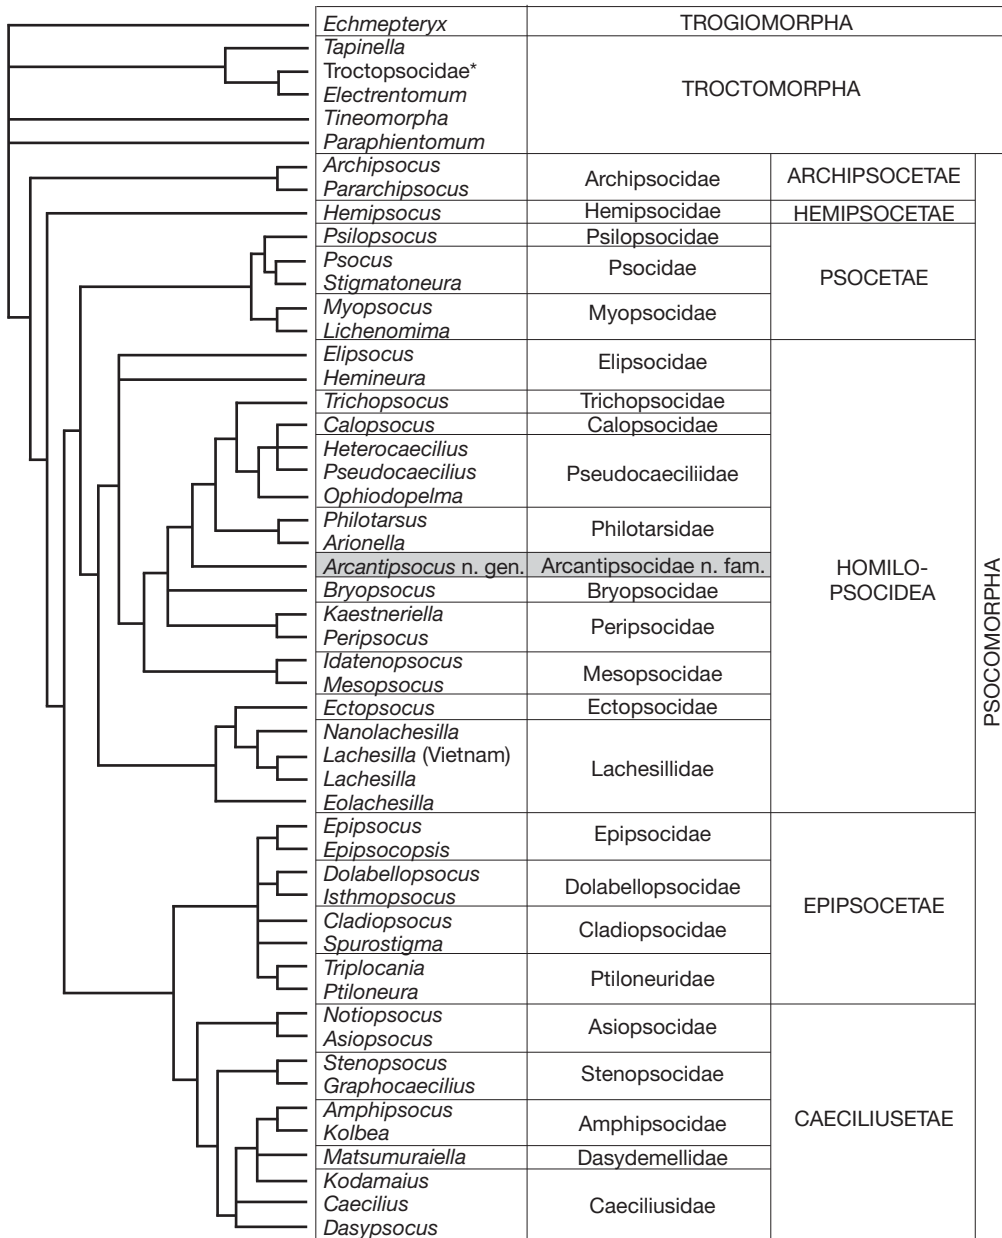 Echmepteryx TROGIOMORPHA
Tapinella
Troctopsocidae*
Electrentomum TROCTOMORPHA
Tineomorpha
Paraphientomum
Archipsocus
Pararchipsocus Archipsocidae ARCHIPSOCETAE
Hemipsocus Hemipsocidae HEMIPSOCETAE
Psilopsocus Psilopsocidae
Psocus
Stigmatoneura Psocidae PSOCETAE
Myopsocus
Lichenomima Myopsocidae
Elipsocus
Hemineura Elipsocidae
Trichopsocus Trichopsocidae
Calopsocus Calopsocidae
Heterocaecilius
Pseudocaecilius Pseudocaeciliidae
Ophiodopelma
Philotarsus
Arionella Philotarsidae
Arcantipsocus n. gen. Arcantipsocidae n. fam. HOMILO-
PSOCIDEA
Bryopsocus Bryopsocidae
Kaestneriella
Peripsocus Peripsocidae
Idatenopsocus
Mesopsocus Mesopsocidae
PSOCOMORPHA
Ectopsocus Ectopsocidae
Nanolachesilla
Lachesilla (Vietnam)
Lachesilla Lachesillidae
Eolachesilla
Epipsocus
Epipsocopsis Epipsocidae
Dolabellopsocus
Isthmopsocus Dolabellopsocidae
Cladiopsocus EPIPSOCETAE
Spurostigma Cladiopsocidae
Triplocania
Ptiloneura Ptiloneuridae
Notiopsocus
Asiopsocus Asiopsocidae
Stenopsocus
Graphocaecilius Stenopsocidae
Amphipsocus
Kolbea Amphipsocidae CAECILIUSETAE
Matsumuraiella Dasydemellidae
Kodamaius
Caecilius Caeciliusidae
Dasypsocus